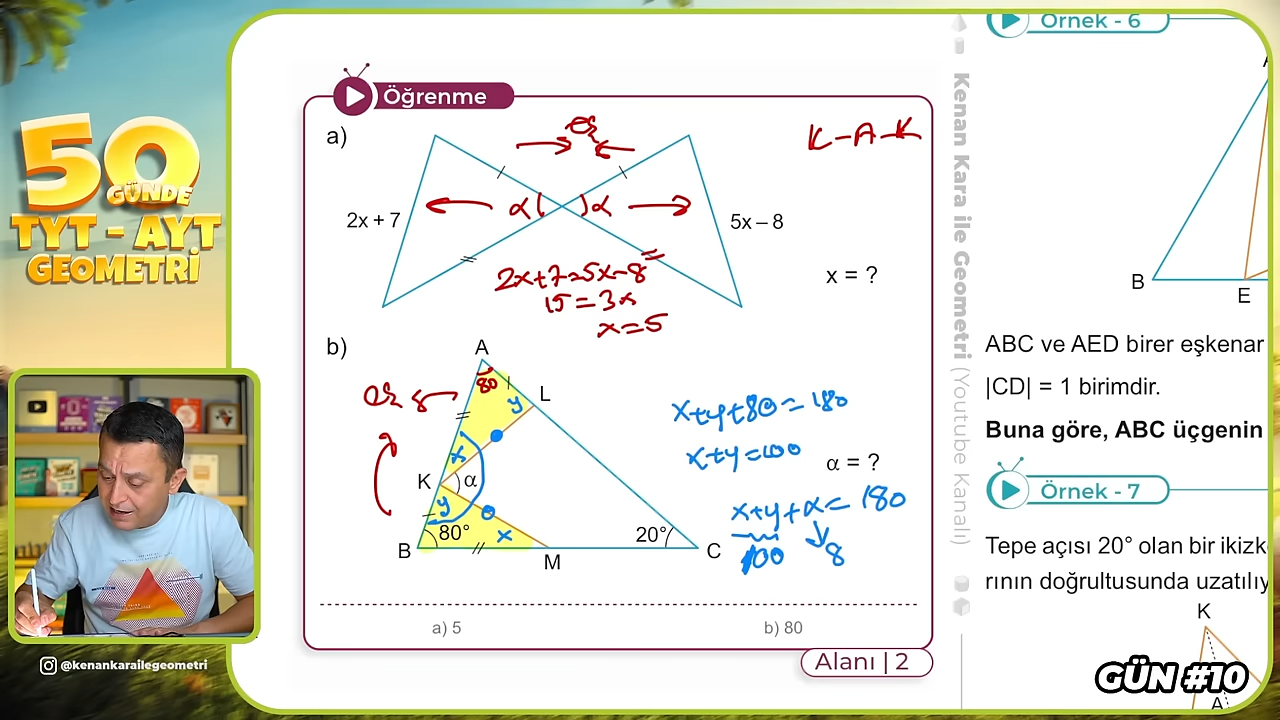 50
GÜNDE
TYT - AYT
GEOMETRİ
@kenankarailegeometri
Öğrenme
a)
K-A-K
α α
2x + 7
5x – 8
2x+7=5x-8
15=3x
x=5
x = ?
b)
A
80
L
y
x
K
α
y
80°
x
20°
B
M
C
x+y+80=180
x+y=100
α = ?
x+y+α=180
100
8
a) 5
b) 80
Alanı | 2
Kenan Kara ile Geometri (Youtube Kanalı)
Örnek - 6
B
E
ABC ve AED birer eşkenar
|CD| = 1 birimdir.
Buna göre, ABC üçgenin
Örnek - 7
Tepe açısı 20° olan bir ikizk
rının doğrultusunda uzatılıy
K
A
GÜN #10